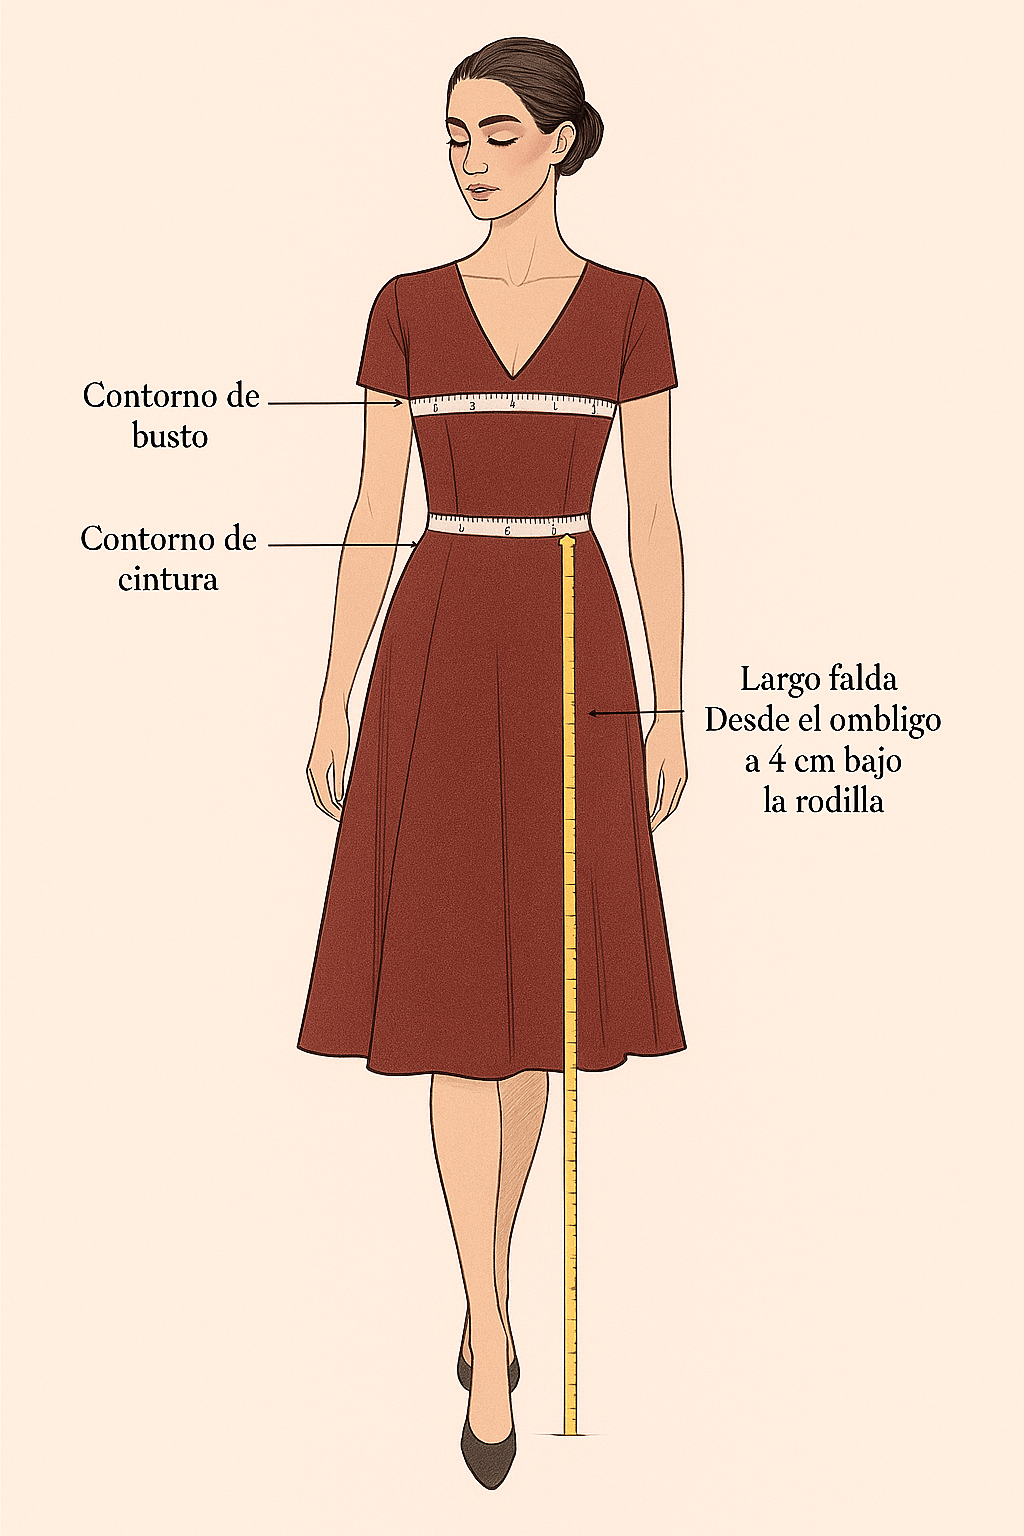 Contorno de
busto
Contorno de
cintura
Largo falda
Desde el ombligo
a 4 cm bajo
la rodilla